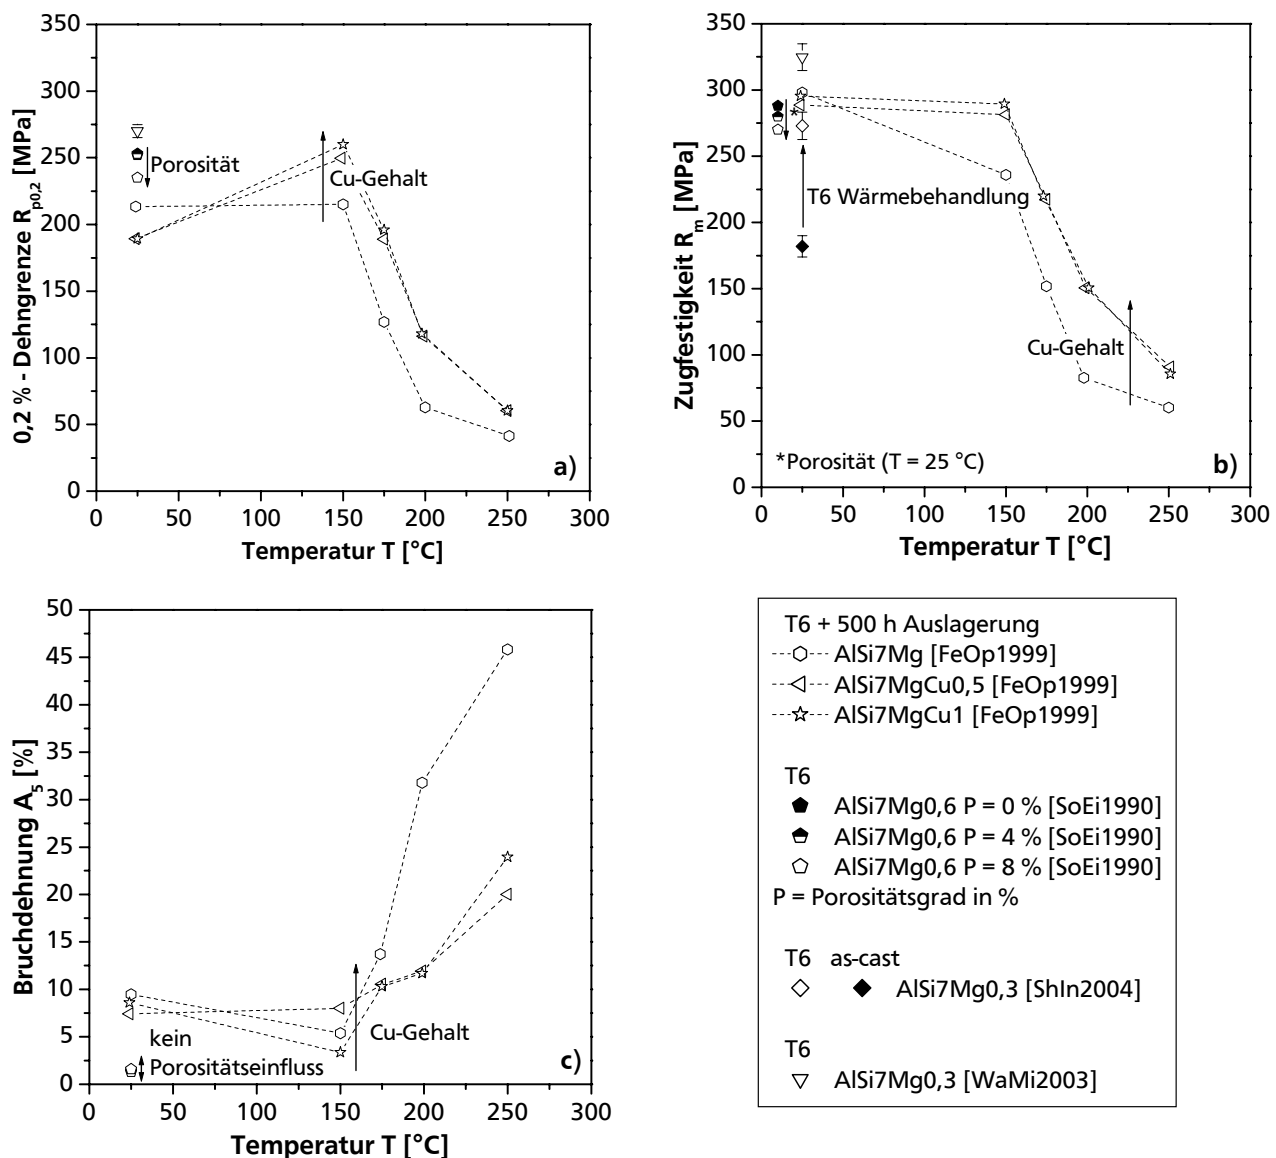 350
300
250
200
150
100
50
0
0 50 100 150 200 250 300
0,2 % - Dehngrenze Rp0,2 [MPa]
Temperatur T [°C]
Porosität
Cu-Gehalt
a)
350
300
250
200
150
100
50
0
0 50 100 150 200 250 300
Zugfestigkeit Rm [MPa]
Temperatur T [°C]
*
T6 Wärmebehandlung
Cu-Gehalt
*Porosität (T = 25 °C)
b)
50
45
40
35
30
25
20
15
10
5
0
0 50 100 150 200 250 300
Bruchdehnung A5 [%]
Temperatur T [°C]
kein
Porositätseinfluss
Cu-Gehalt
c)
T6 + 500 h Auslagerung
AlSi7Mg [FeOp1999]
AlSi7MgCu0,5 [FeOp1999]
AlSi7MgCu1 [FeOp1999]
T6
AlSi7Mg0,6 P = 0 % [SoEi1990]
AlSi7Mg0,6 P = 4 % [SoEi1990]
AlSi7Mg0,6 P = 8 % [SoEi1990]
P = Porositätsgrad in %
T6 as-cast
AlSi7Mg0,3 [ShIn2004]
T6
AlSi7Mg0,3 [WaMi2003]